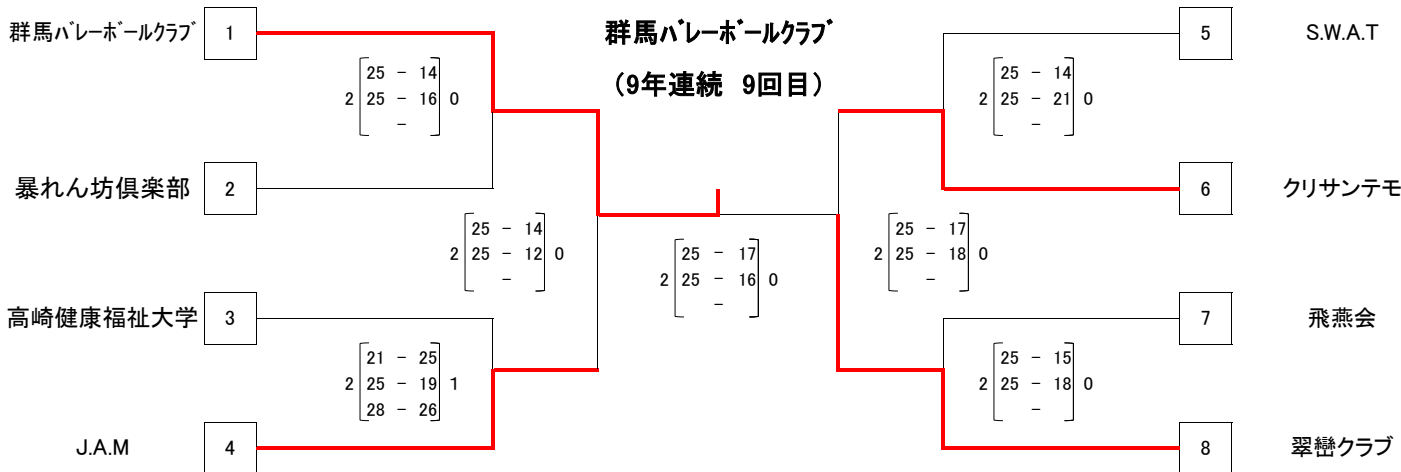 群馬バレーボールクラブ 1
群馬バレーボールクラブ
(9年連続 9回目)
5 S.W.A.T
25 - 14
2 25 - 16 0
-
25 - 14
2 25 - 21 0
-
暴れん坊倶楽部 2
6 クリサンテモ
25 - 14
2 25 - 12 0
-
25 - 17
2 25 - 16 0
-
25 - 17
2 25 - 18 0
-
高崎健康福祉大学 3
7 飛燕会
21 - 25
2 25 - 19 1
28 - 26
25 - 15
2 25 - 18 0
-
J.A.M 4
8 翠巒クラブ